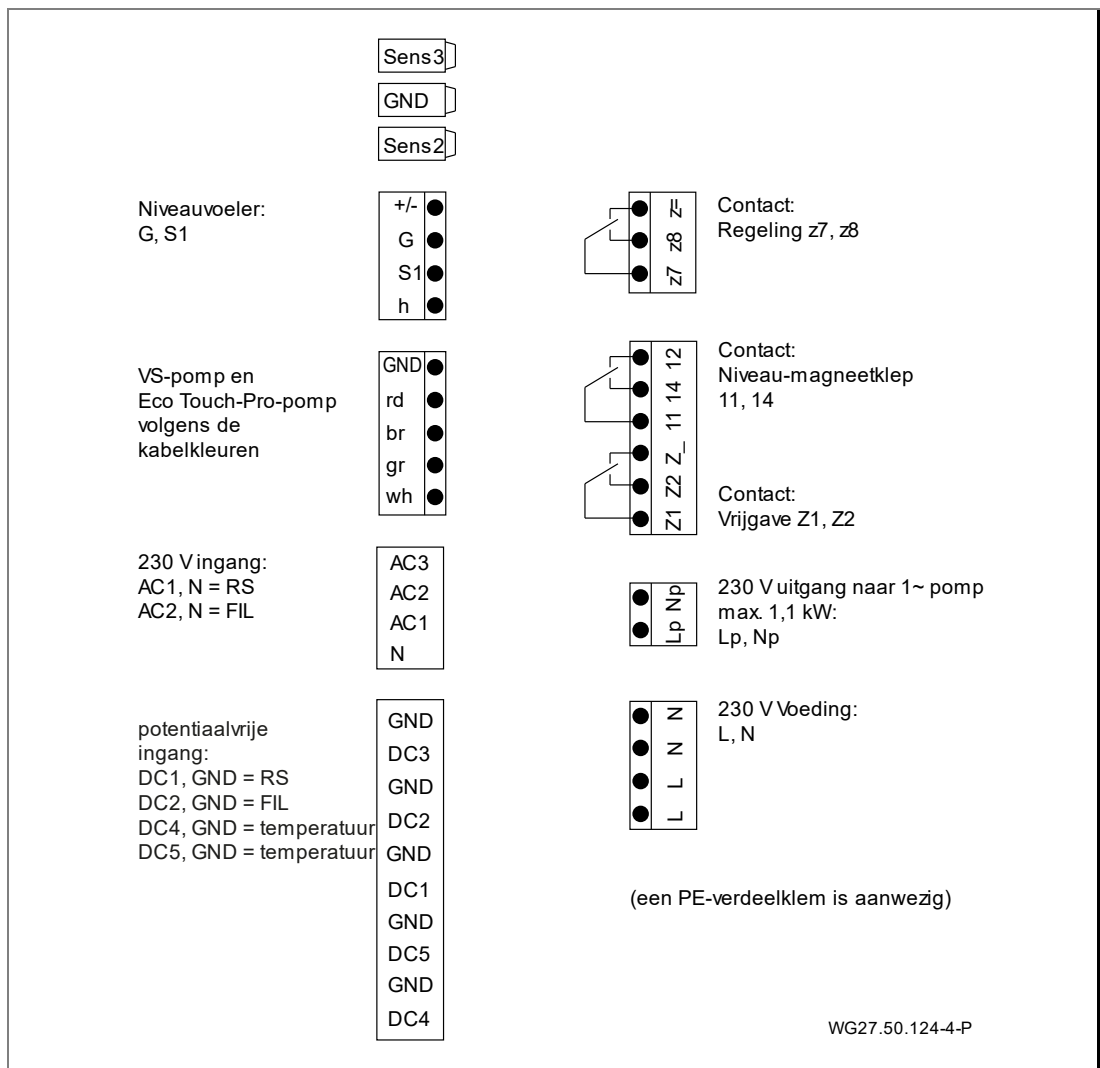 Sens3
GND
Sens2
Niveauvoeler:
G, S1
+/-
G
S1
h
z=
z8
z7
Contact:
Regeling z7, z8
VS-pomp en
Eco Touch-Pro-pomp
volgens de
kabelkleuren
GND
rd
br
gr
wh
12
14
11
Z_
Z2
Z1
Contact:
Niveau-magneetklep
11, 14
Contact:
Vrijgave Z1, Z2
230 V ingang:
AC1, N = RS
AC2, N = FIL
AC3
AC2
AC1
N
Np
Lp
230 V uitgang naar 1~ pomp
max. 1,1 kW:
Lp, Np
potentiaalvrije
ingang:
DC1, GND = RS
DC2, GND = FIL
DC4, GND = temperatuur
DC5, GND = temperatuur
GND
DC3
GND
DC2
GND
DC1
GND
DC5
GND
DC4
N
N
L
L
230 V Voeding:
L, N
(een PE-verdeelklem is aanwezig)
WG27.50.124-4-P